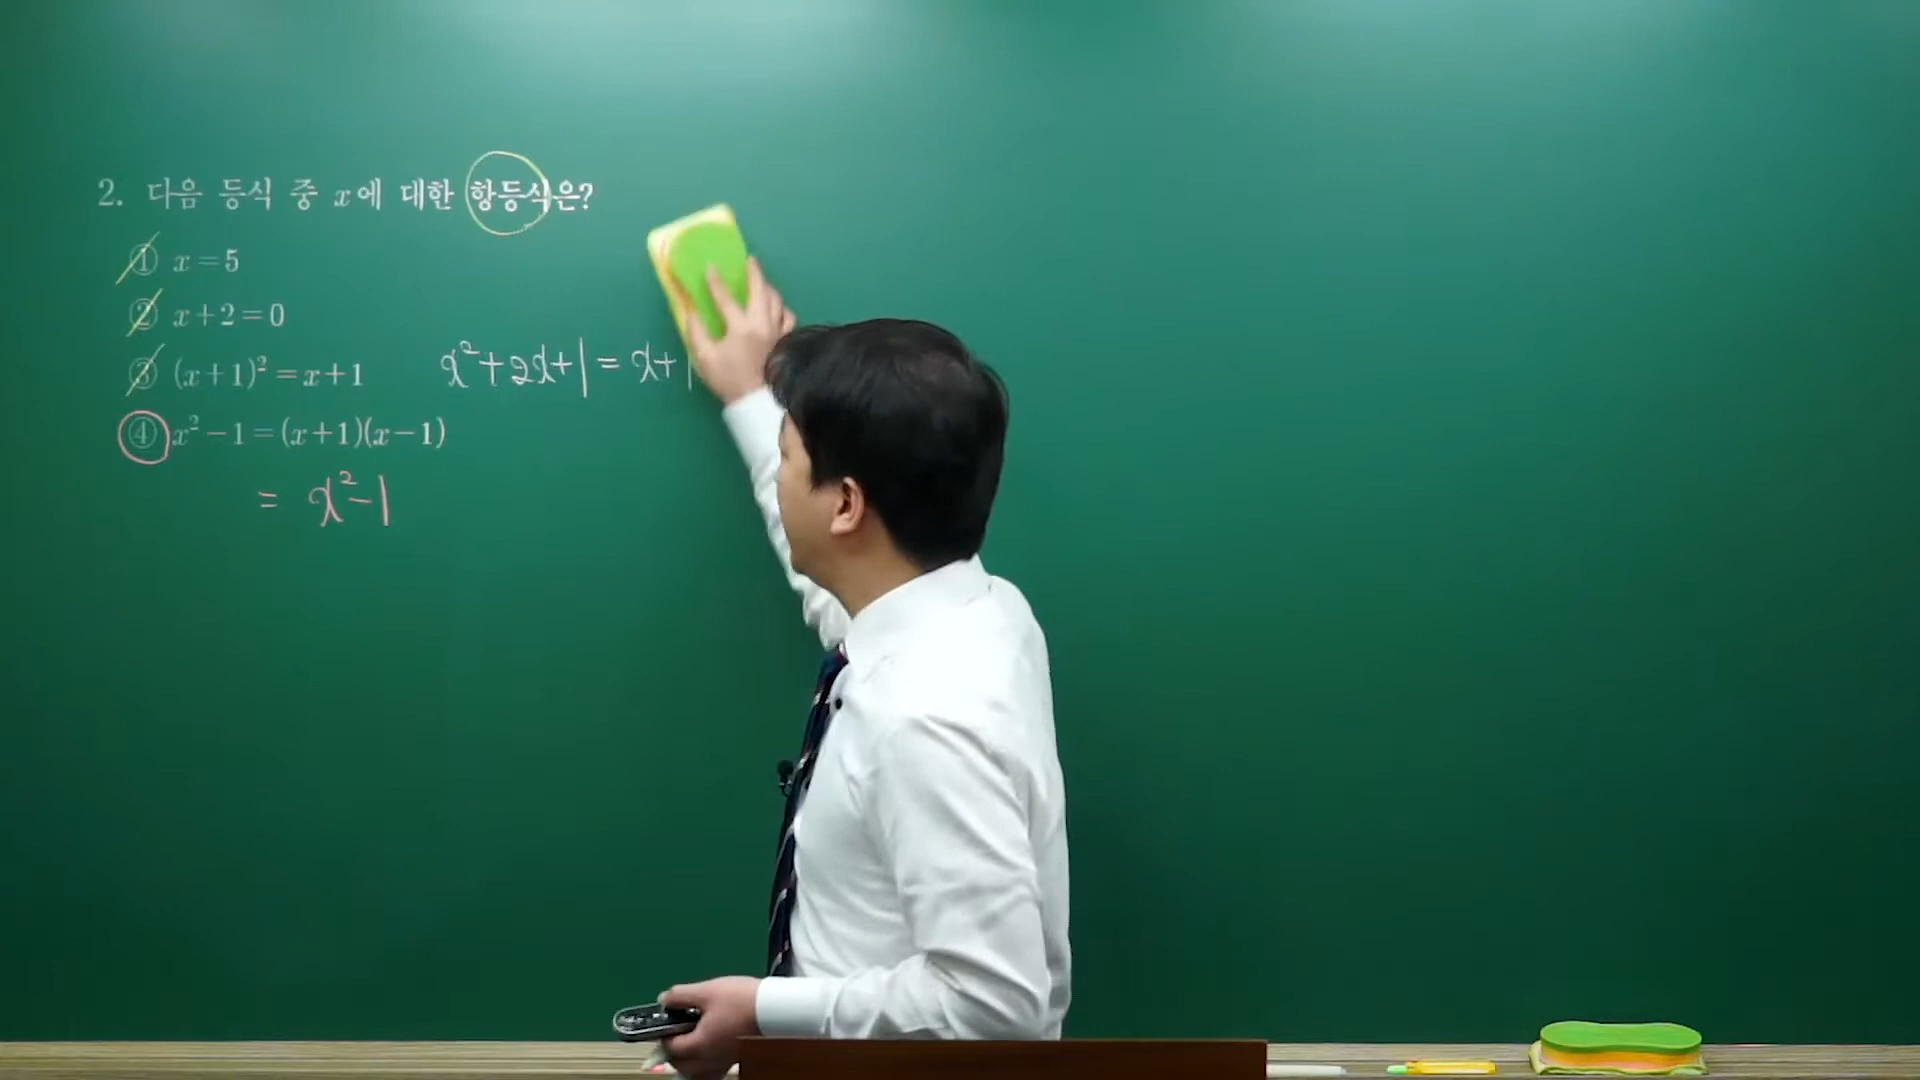 2. 다음 등식 중 x에 대한 항등식은?
① x=5
② x+2=0
③ (x+1)²=x+1 x²+2x+1=x+1
④ x²-1=(x+1)(x-1)
= x²-1